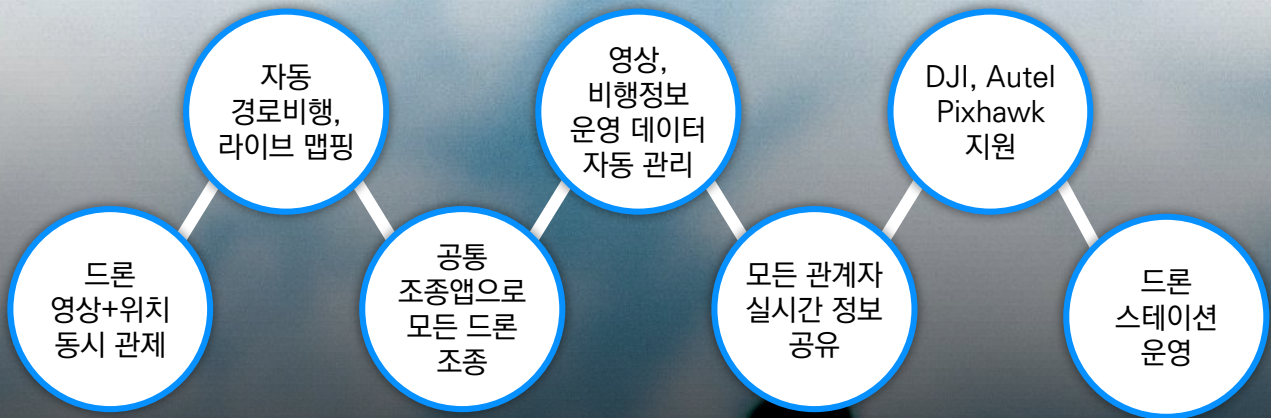 드론
영상+위치
동시 관제
자동
경로비행,
라이브 맵핑
공통
조종앱으로
모든 드론
조종
영상,
비행정보
운영 데이터
자동 관리
모든 관계자
실시간 정보
공유
DJI, Autel
Pixhawk
지원
드론
스테이션
운영